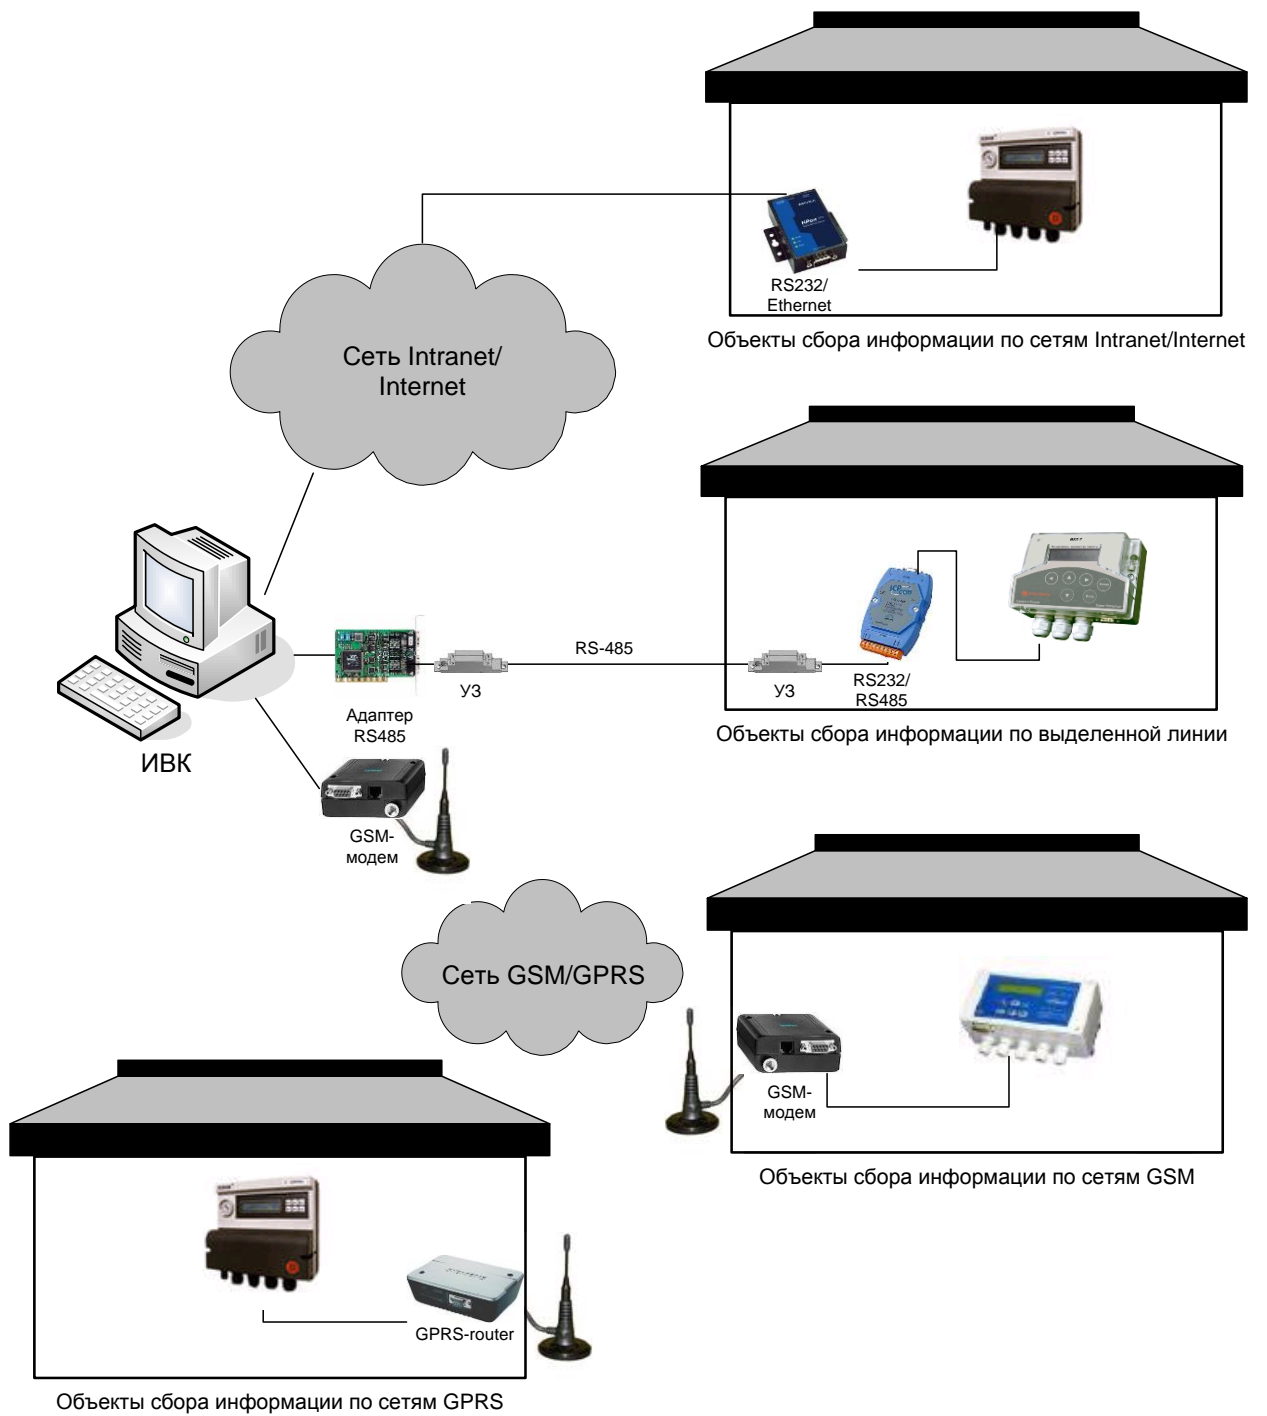 RS232/
Ethernet
Объекты сбора информации по сетям Intranet/Internet
Сеть Intranet/
Internet
RS-485
УЗ
УЗ
RS232/
RS485
Адаптер
RS485
Объекты сбора информации по выделенной линии
ИВК
GSM-
модем
Сеть GSM/GPRS
GSM-
модем
Объекты сбора информации по сетям GSM
GPRS-router
Объекты сбора информации по сетям GPRS